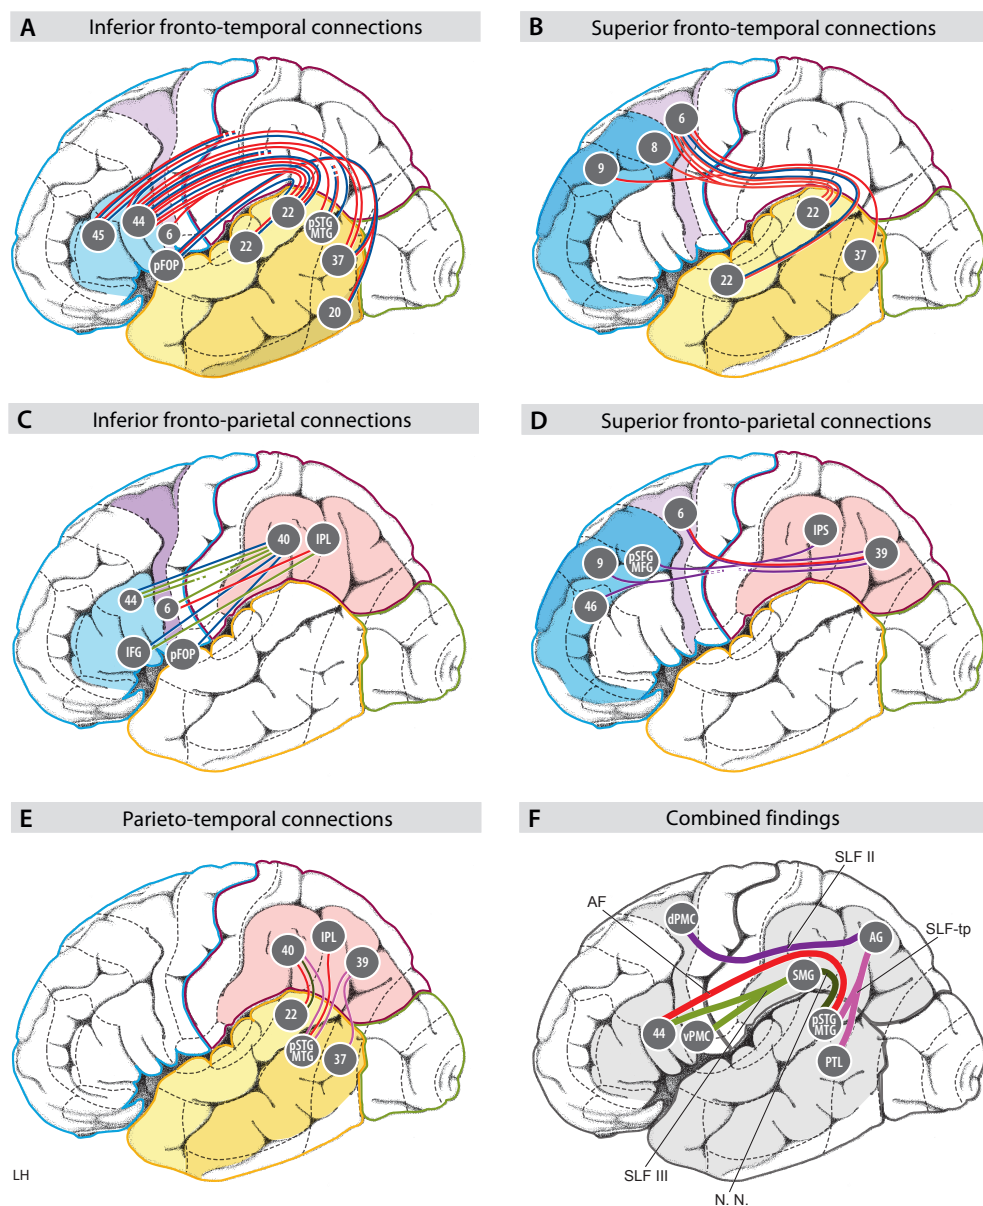 A Inferior fronto-temporal connections
45
44
6
pFOP
22
22
pSTG
MTG
37
20
B Superior fronto-temporal connections
6
8
9
22
22
37
C Inferior fronto-parietal connections
40
IPL
44
6
IFG
pFOP
D Superior fronto-parietal connections
6
IPS
9
pSFG
MFG
39
46
E Parieto-temporal connections
IPL
40
39
22
pSTG
MTG
37
LH
F Combined findings
SLF II
AF
SLF-tp
dPMC
AG
SMG
44
vPMC
pSTG
MTG
PTL
SLF III
N. N.